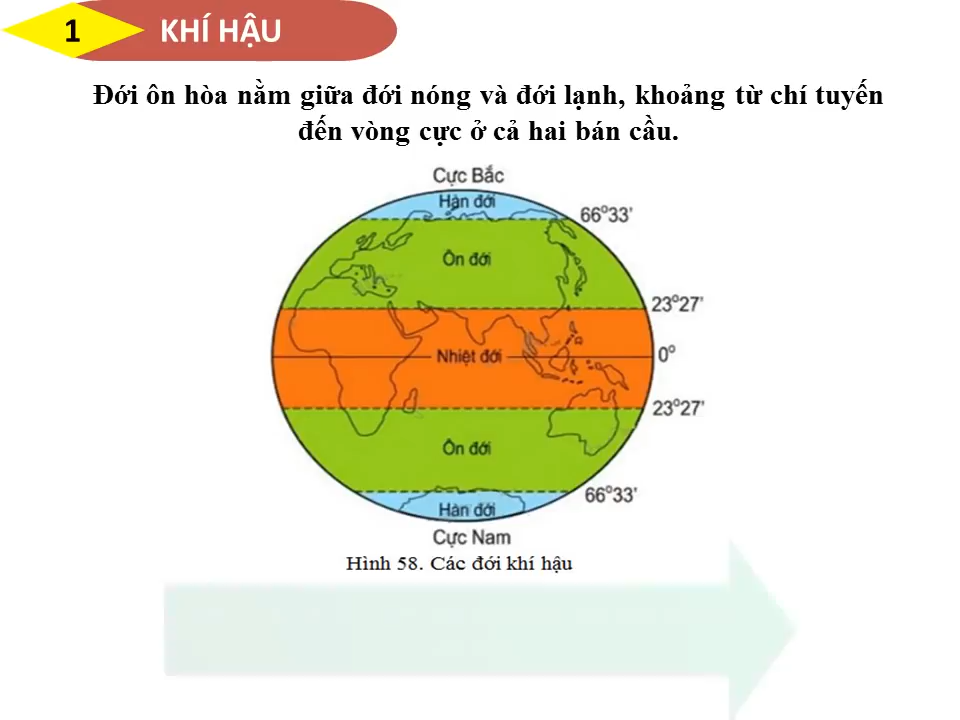 1
KHÍ HẬU
Đới ôn hòa nằm giữa đới nóng và đới lạnh, khoảng từ chí tuyến
đến vòng cực ở cả hai bán cầu.
Cực Bắc
Hàn đới
66°33'
Ôn đới
23°27'
Nhiệt đới
0°
23°27'
Ôn đới
66°33'
Hàn đới
Cực Nam
Hình 58. Các đới khí hậu